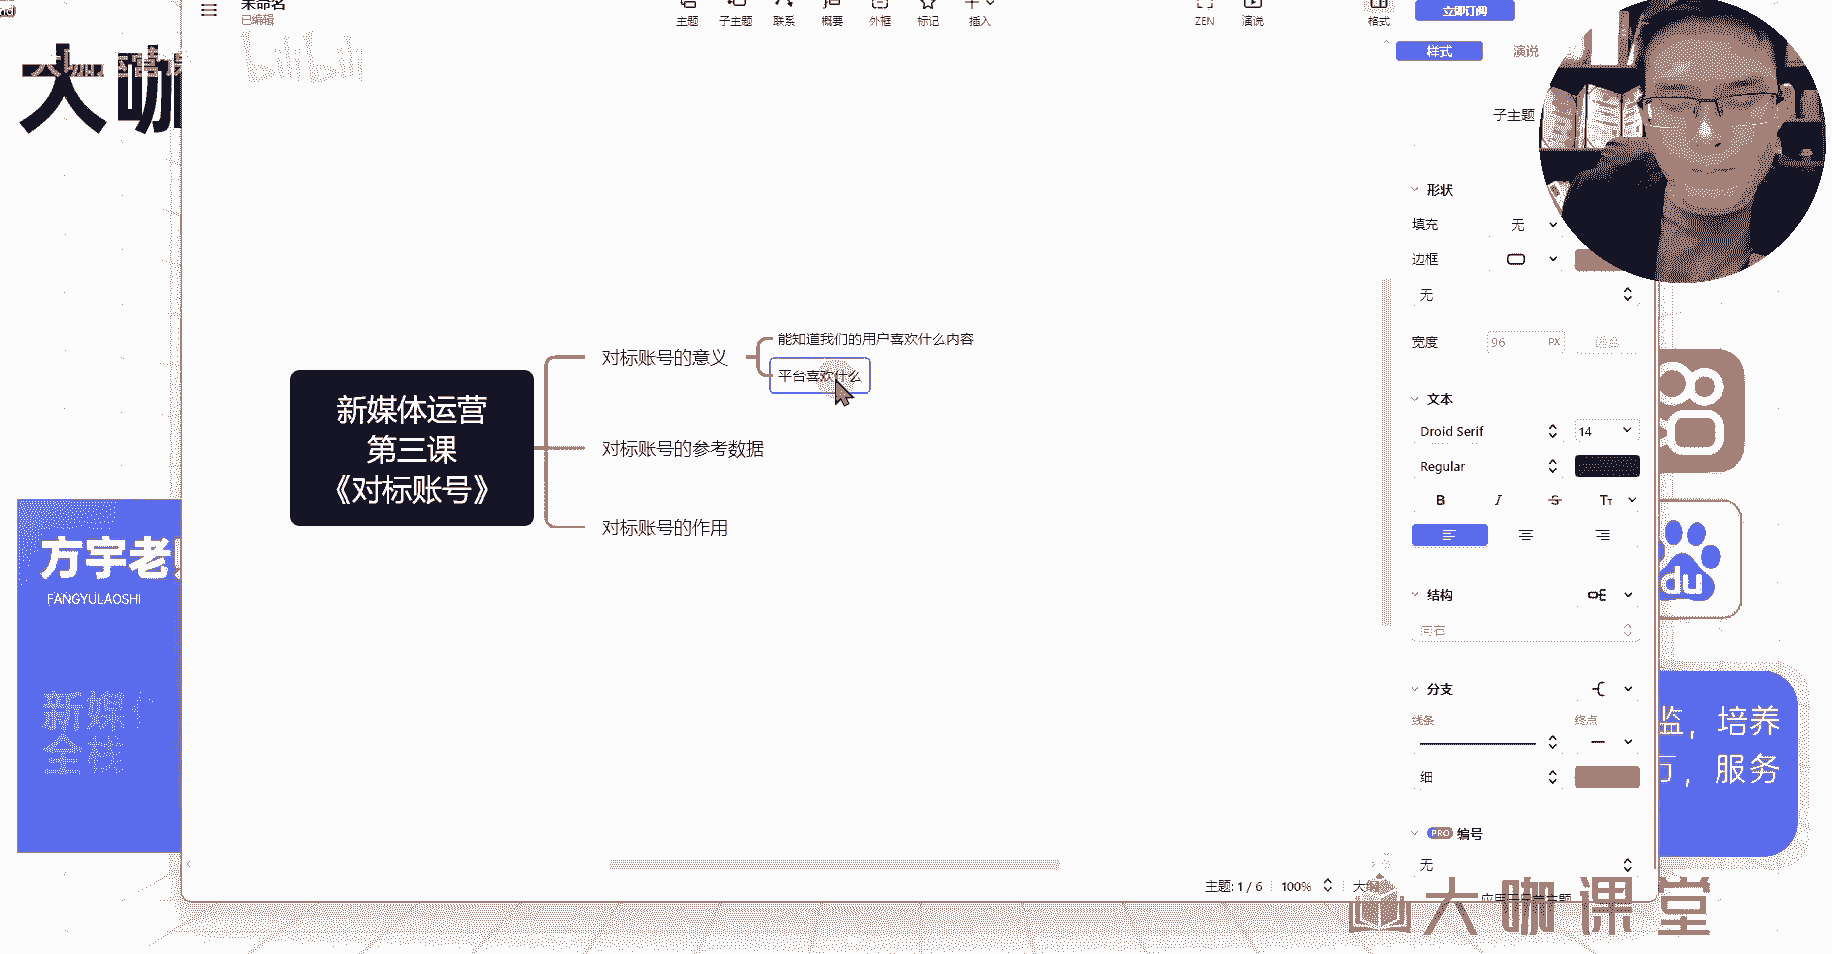 未命名
已编辑
主题 子主题 联系 概要 外框 标记 插入
ZEN 演说
格式
立即订阅
bilibili
样式 演说
大咖
子主题
形状
填充 无
边框
无
宽度 96 PX
文本
Droid Serif 14
Regular
B I S Tт
结构
向右
分支
线条 终点
细
PRO 编号
无
新媒体运营
第三课
《对标账号》
对标账号的意义
能知道我们的用户喜欢什么内容
平台喜欢什么
对标账号的参考数据
对标账号的作用
方宇老
FANGYULAOSHI
新媒
全栈
du
监，培养
万，服务
主题: 1 / 6 100%
大咖课堂